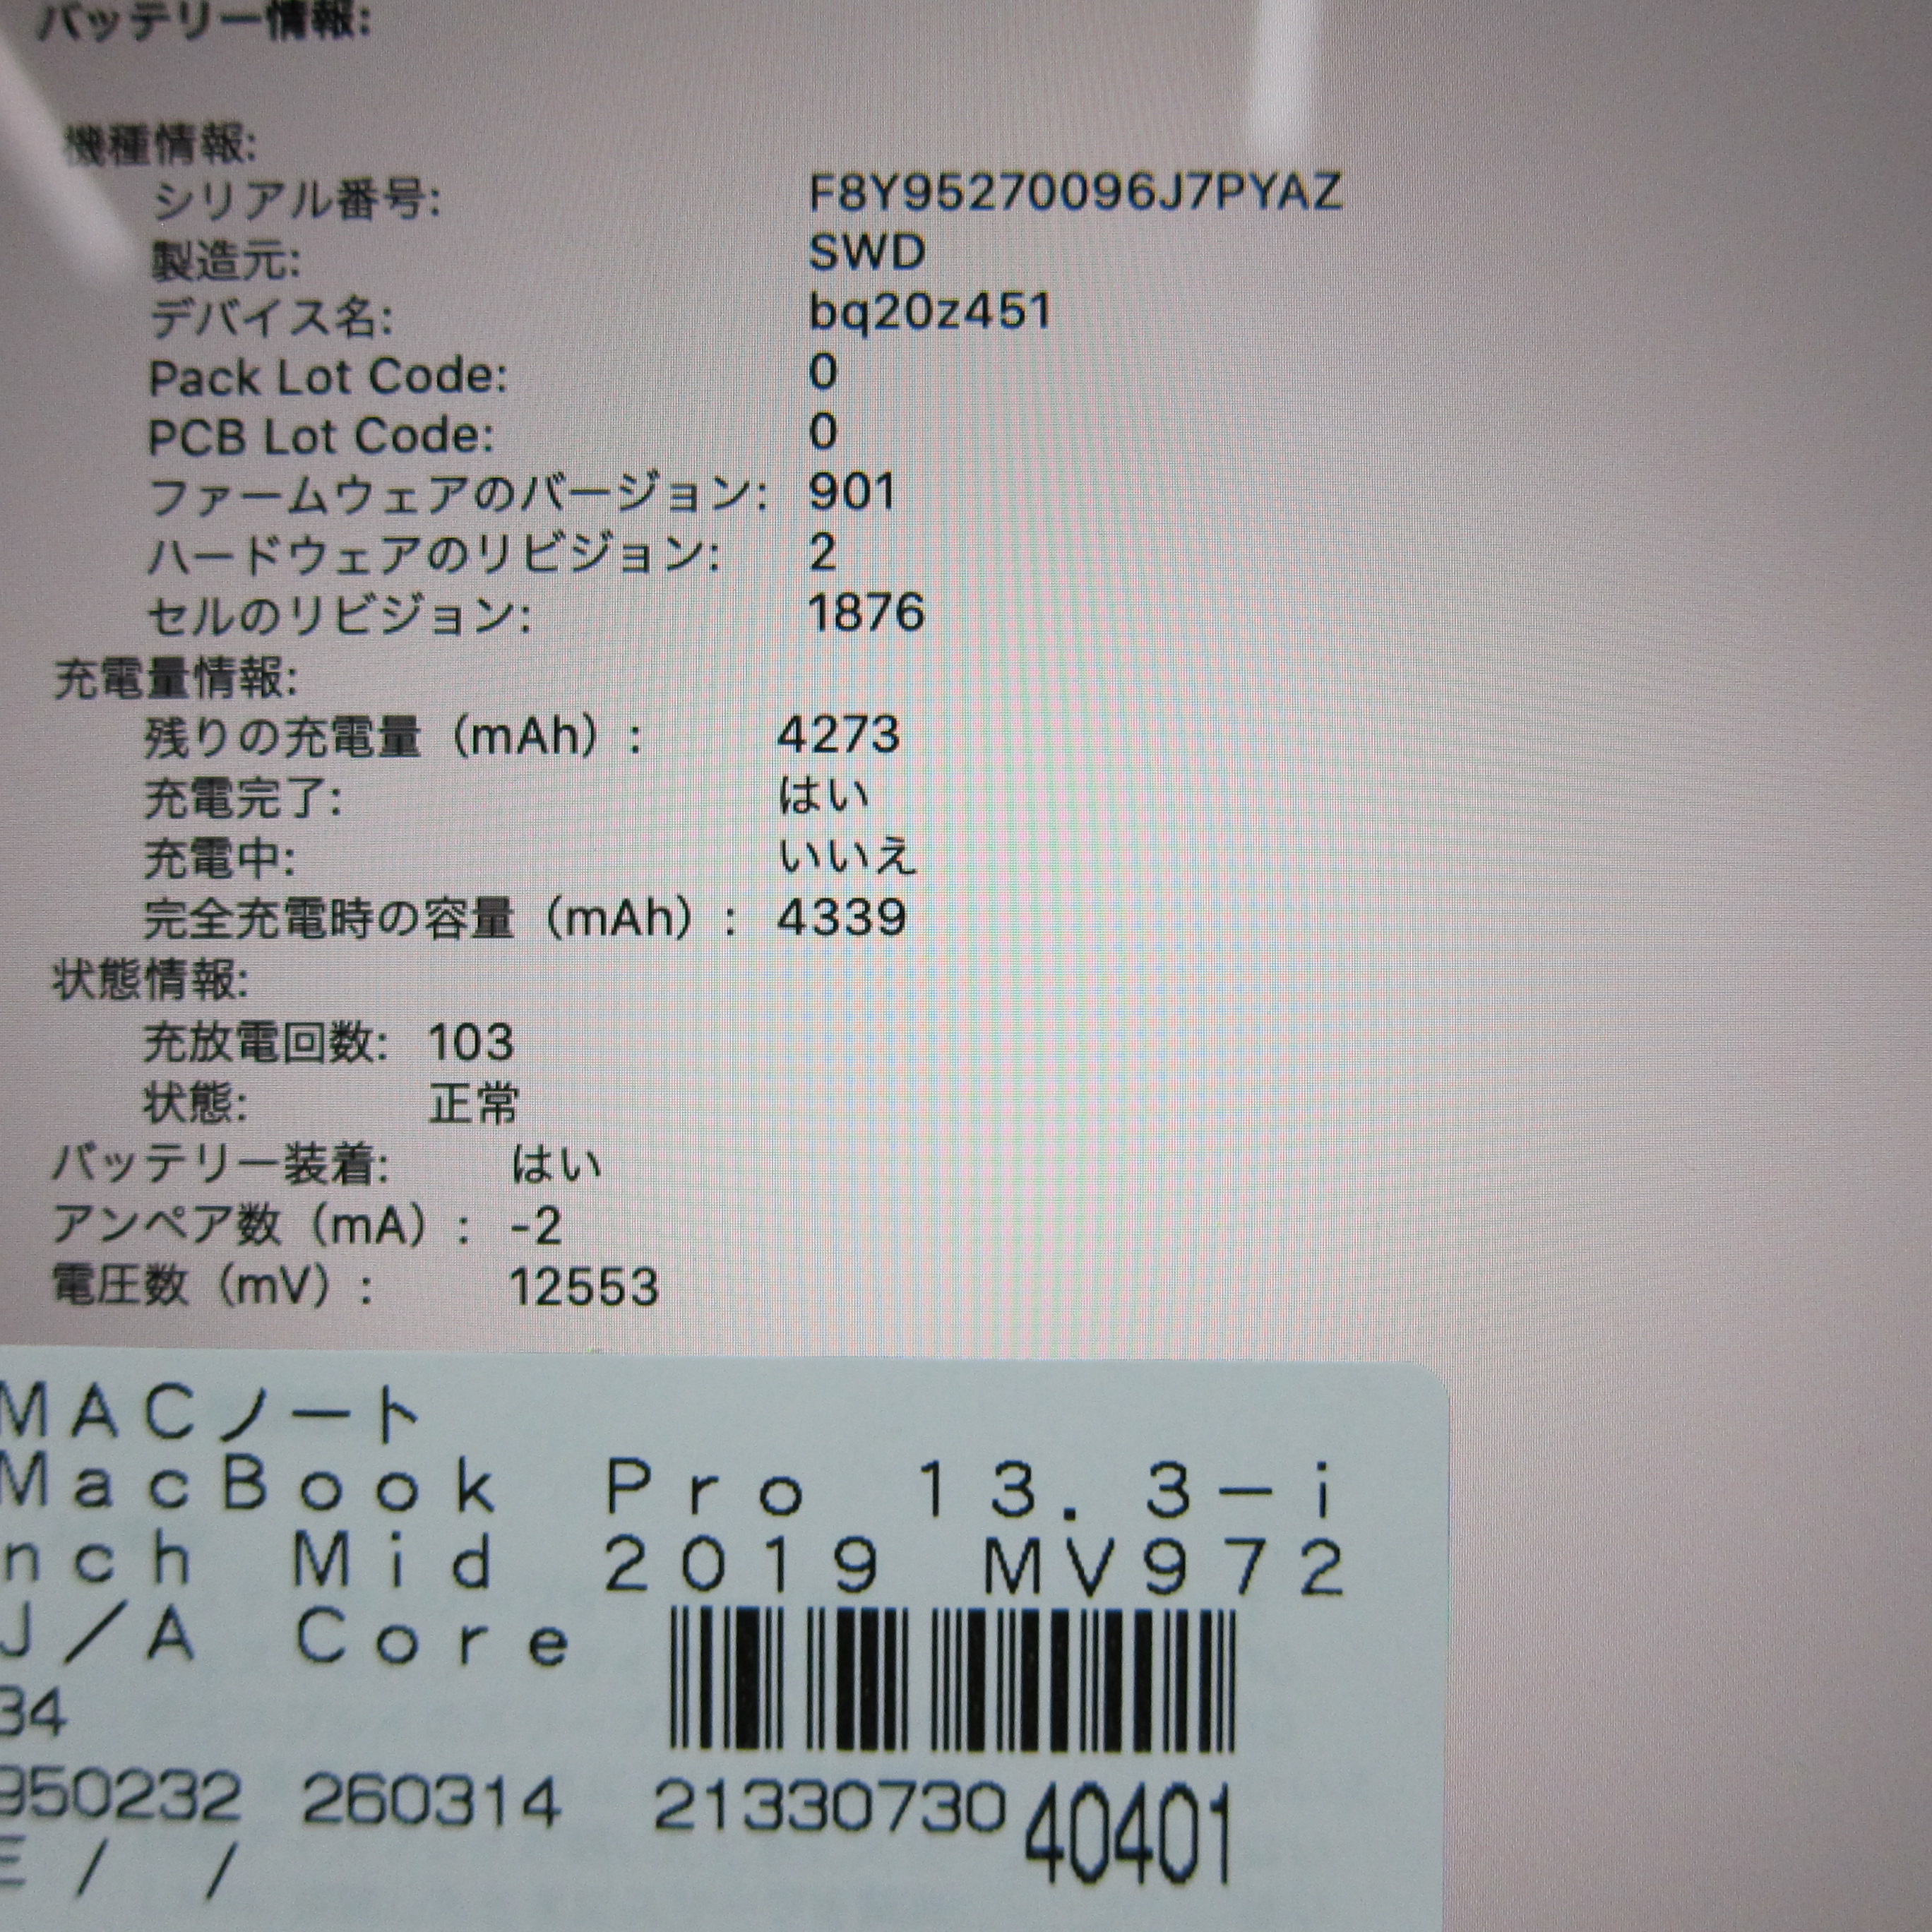 バッテリー情報:
機種情報:
シリアル番号: F8Y95270096J7PYAZ
製造元: SWD
デバイス名: bq20z451
Pack Lot Code: 0
PCB Lot Code: 0
ファームウェアのバージョン: 901
ハードウェアのリビジョン: 2
セルのリビジョン: 1876
充電量情報:
残りの充電量（mAh）: 4273
充電完了: はい
充電中: いいえ
完全充電時の容量（mAh）: 4339
状態情報:
充放電回数: 103
状態: 正常
バッテリー装着: はい
アンペア数（mA）: -2
電圧数（mV）: 12553
MACノート
MacBook Pro 13.3-i
nch Mid 2019 MV972
J/A Core
34
950232 260314 21330730 40401
E / /